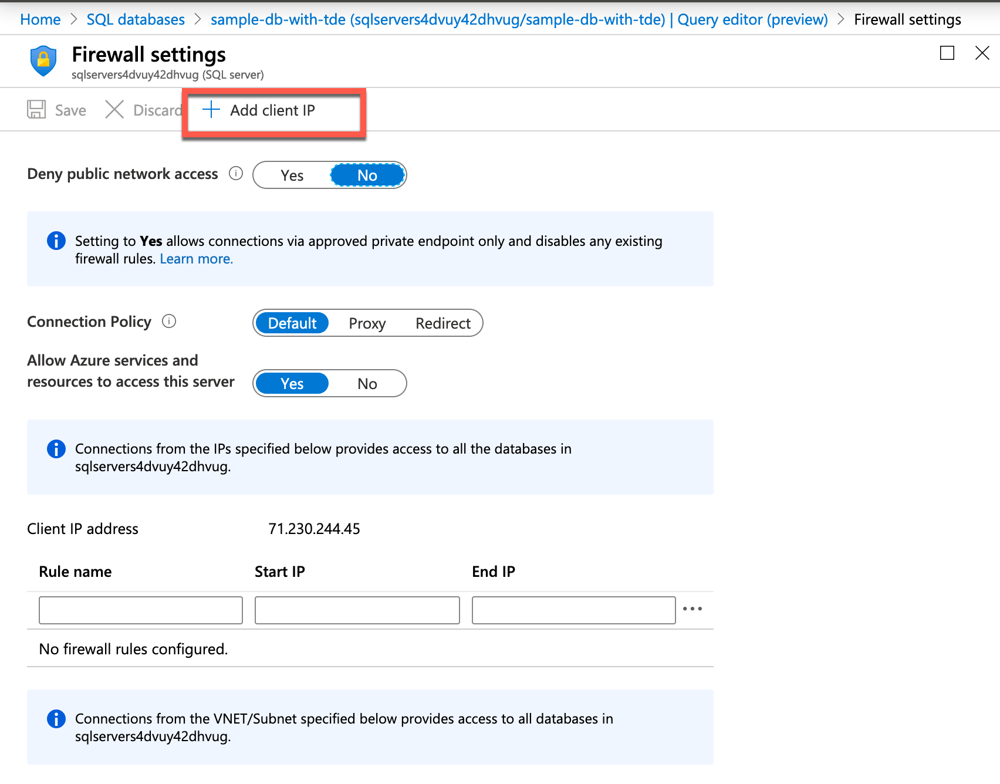 Home > SQL databases > sample-db-with-tde (sqlservers4dvuy42dhvug/sample-db-with-tde) | Query editor (preview) > Firewall settings
Firewall settings
sqlservers4dvuy42dhvug (SQL server)
Save Discard Add client IP
Deny public network access Yes No
Setting to Yes allows connections via approved private endpoint only and disables any existing
firewall rules. Learn more.
Connection Policy Default Proxy Redirect
Allow Azure services and
resources to access this server Yes No
Connections from the IPs specified below provides access to all the databases in
sqlservers4dvuy42dhvug.
Client IP address 71.230.244.45
Rule name Start IP End IP
No firewall rules configured.
Connections from the VNET/Subnet specified below provides access to all databases in
sqlservers4dvuy42dhvug.